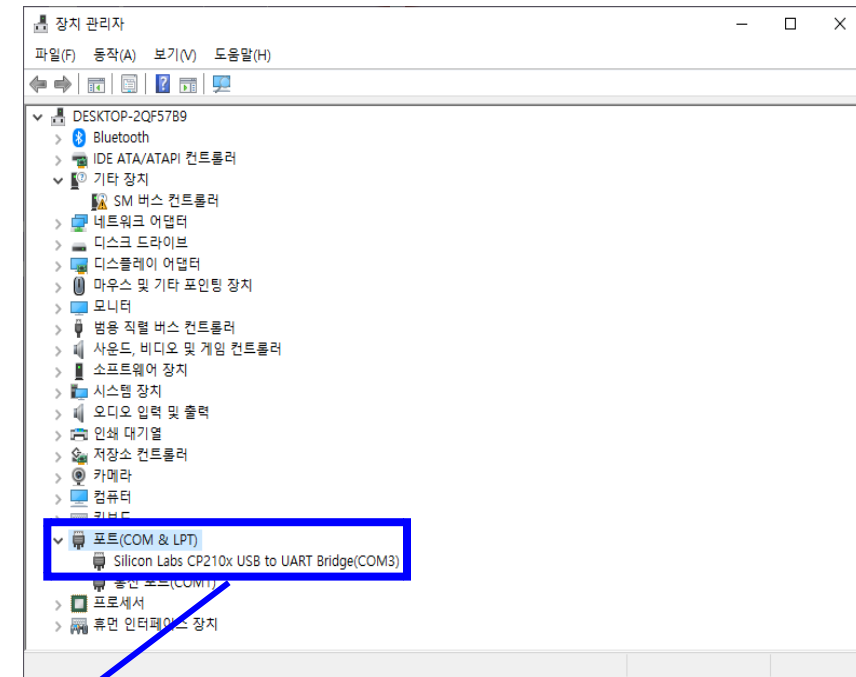 장치 관리자
파일(F) 동작(A) 보기(V) 도움말(H)
DESKTOP-2QF57B9
Bluetooth
IDE ATA/ATAPI 컨트롤러
기타 장치
SM 버스 컨트롤러
네트워크 어댑터
디스크 드라이브
디스플레이 어댑터
마우스 및 기타 포인팅 장치
모니터
범용 직렬 버스 컨트롤러
사운드, 비디오 및 게임 컨트롤러
소프트웨어 장치
시스템 장치
오디오 입력 및 출력
인쇄 대기열
저장소 컨트롤러
카메라
컴퓨터
키보드
포트(COM & LPT)
Silicon Labs CP210x USB to UART Bridge(COM3)
통신 포트(COM1)
프로세서
휴먼 인터페이스 장치